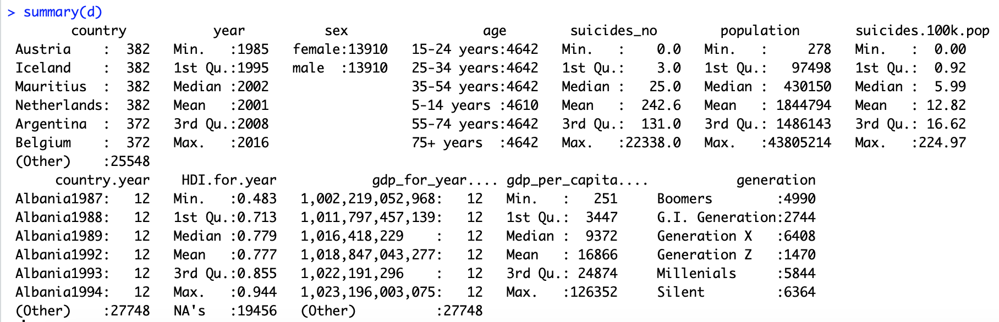 > summary(d)
country year sex age suicides_no population suicides.100k.pop
Austria : 382 Min. :1985 female:13910 15-24 years:4642 Min. : 0.0 Min. : 278 Min. : 0.00
Iceland : 382 1st Qu.:1995 male :13910 25-34 years:4642 1st Qu.: 3.0 1st Qu.: 97498 1st Qu.: 0.92
Mauritius : 382 Median :2002 35-54 years:4642 Median : 25.0 Median : 430150 Median : 5.99
Netherlands: 382 Mean :2001 5-14 years :4610 Mean : 242.6 Mean : 1844794 Mean : 12.82
Argentina : 372 3rd Qu.:2008 55-74 years:4642 3rd Qu.: 131.0 3rd Qu.: 1486143 3rd Qu.: 16.62
Belgium : 372 Max. :2016 75+ years :4642 Max. :22338.0 Max. :43805214 Max. :224.97
(Other) :25548
country.year HDI.for.year gdp_for_year.... gdp_per_capita.... generation
Albania1987: 12 Min. :0.483 1,002,219,052,968: 12 Min. : 251 Boomers :4990
Albania1988: 12 1st Qu.:0.713 1,011,797,457,139: 12 1st Qu.: 3447 G.I. Generation:2744
Albania1989: 12 Median :0.779 1,016,418,229 : 12 Median : 9372 Generation X :6408
Albania1992: 12 Mean :0.777 1,018,847,043,277: 12 Mean : 16866 Generation Z :1470
Albania1993: 12 3rd Qu.:0.855 1,022,191,296 : 12 3rd Qu.: 24874 Millenials :5844
Albania1994: 12 Max. :0.944 1,023,196,003,075: 12 Max. :126352 Silent :6364
(Other) :27748 NA's :19456 (Other) :27748